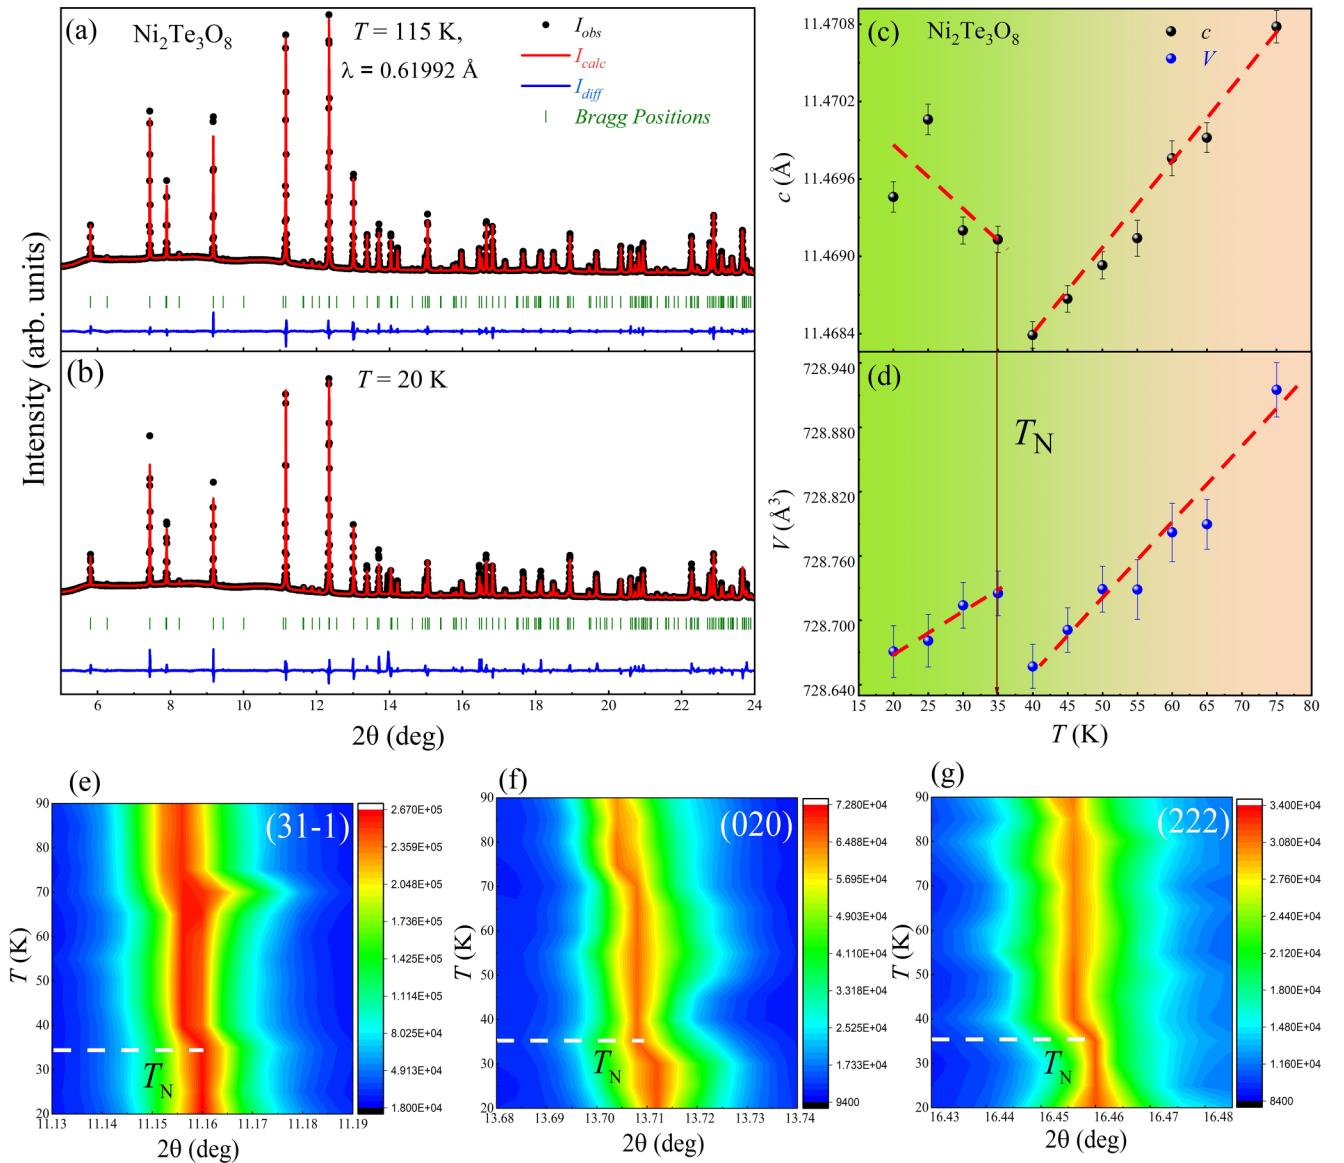 (a) Ni₂Te₃O₈ T = 115 K,
λ = 0.61992 Å
I_obs
I_calc
I_diff
Bragg Positions
(b) T = 20 K
Intensity (arb. units)
6 8 10 12 14 16 18 20 22 24
2θ (deg)
(c) Ni₂Te₃O₈
c
V
11.4708
11.4702
11.4696
11.4690
11.4684
c (Å)
(d)
T_N
728.940
728.880
728.820
728.760
728.700
728.640
V (Å³)
15 20 25 30 35 40 45 50 55 60 65 70 75 80
T (K)
(e)
(31-1)
90
80
70
60
50
40
30
20
T (K)
T_N
11.13 11.14 11.15 11.16 11.17 11.18 11.19
2θ (deg)
2.670E+05
2.359E+05
2.048E+05
1.736E+05
1.425E+05
1.114E+05
8.025E+04
4.913E+04
1.800E+04
(f)
(020)
90
80
70
60
50
40
30
20
T (K)
T_N
13.68 13.69 13.70 13.71 13.72 13.73 13.74
2θ (deg)
7.280E+04
6.488E+04
5.695E+04
4.903E+04
4.110E+04
3.318E+04
2.525E+04
1.733E+04
9400
(g)
(222)
90
80
70
60
50
40
30
20
T (K)
T_N
16.43 16.44 16.45 16.46 16.47 16.48
2θ (deg)
3.400E+04
3.080E+04
2.760E+04
2.440E+04
2.120E+04
1.800E+04
1.480E+04
1.160E+04
8400